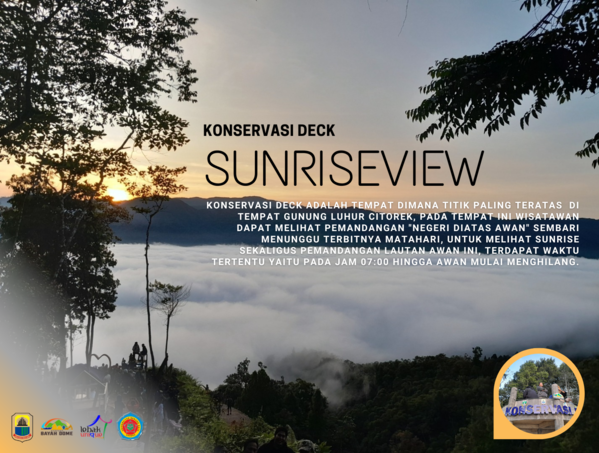 KONSERVASI DECK
SUNRISEVIEW
KONSERVASI DECK ADALAH TEMPAT DIMANA TITIK PALING TERATAS DI
TEMPAT GUNUNG LUHUR CITOREK, PADA TEMPAT INI WISATAWAN
DAPAT MELIHAT PEMANDANGAN "NEGERI DIATAS AWAN" SEMBARI
MENUNGGU TERBITNYA MATAHARI, UNTUK MELIHAT SUNRISE
SEKALIGUS PEMANDANGAN LAUTAN AWAN INI, TERDAPAT WAKTU
TERTENTU YAITU PADA JAM 07:00 HINGGA AWAN MULAI MENGHILANG.
KONSERVASI
BAYAH DOME
lebak
unique